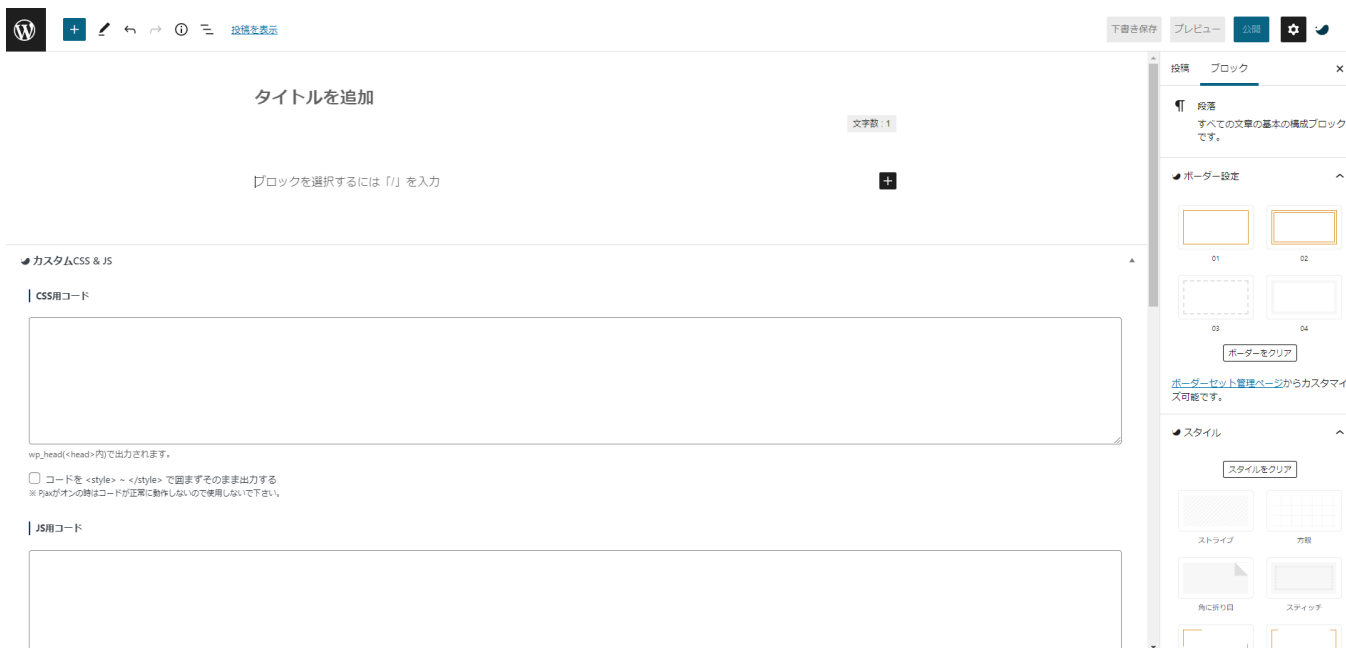 投稿を表示
下書き保存
プレビュー
公開
投稿
ブロック
タイトルを追加
文字数 : 1
ブロックを選択するには「/」を入力
段落
すべての文章の基本の構成ブロック
です。
ボーダー設定
01
02
03
04
ボーダーをクリア
ボーダーセット管理ページからカスタマイ
ズ可能です。
スタイル
スタイルをクリア
ストライプ
方眼
角に折り目
スティッチ
カスタムCSS & JS
CSS用コード
wp_head(<head>内)で出力されます。
コードを <style> ~ </style> で囲まずそのまま出力する
※ Pjaxがオンの時はコードが正常に動作しないので使用しないで下さい。
JS用コード